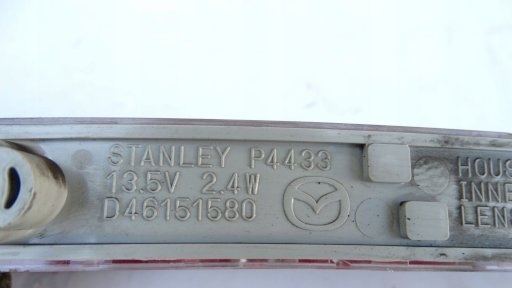 STANLEY P4433
13.5V 2.4W
D46151580
HOUS
INNE
LEN